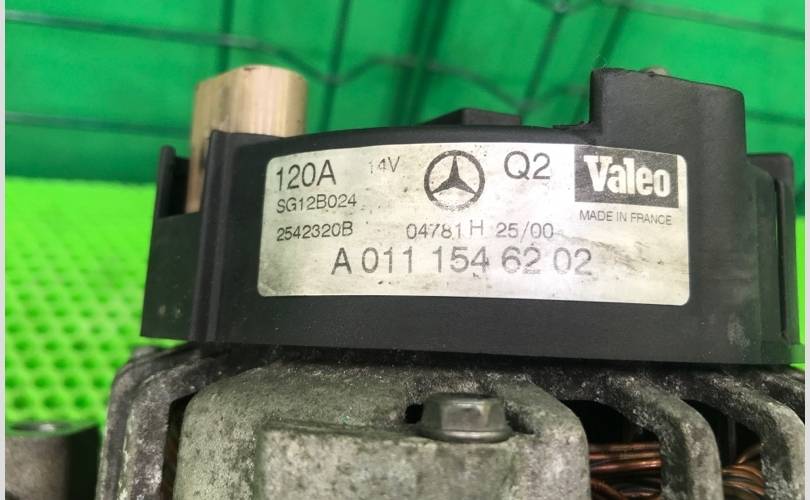 120A 14V Q2 Valeo
SG12B024
MADE IN FRANCE
2542320B 04781 H 25/00
A 011 154 62 02